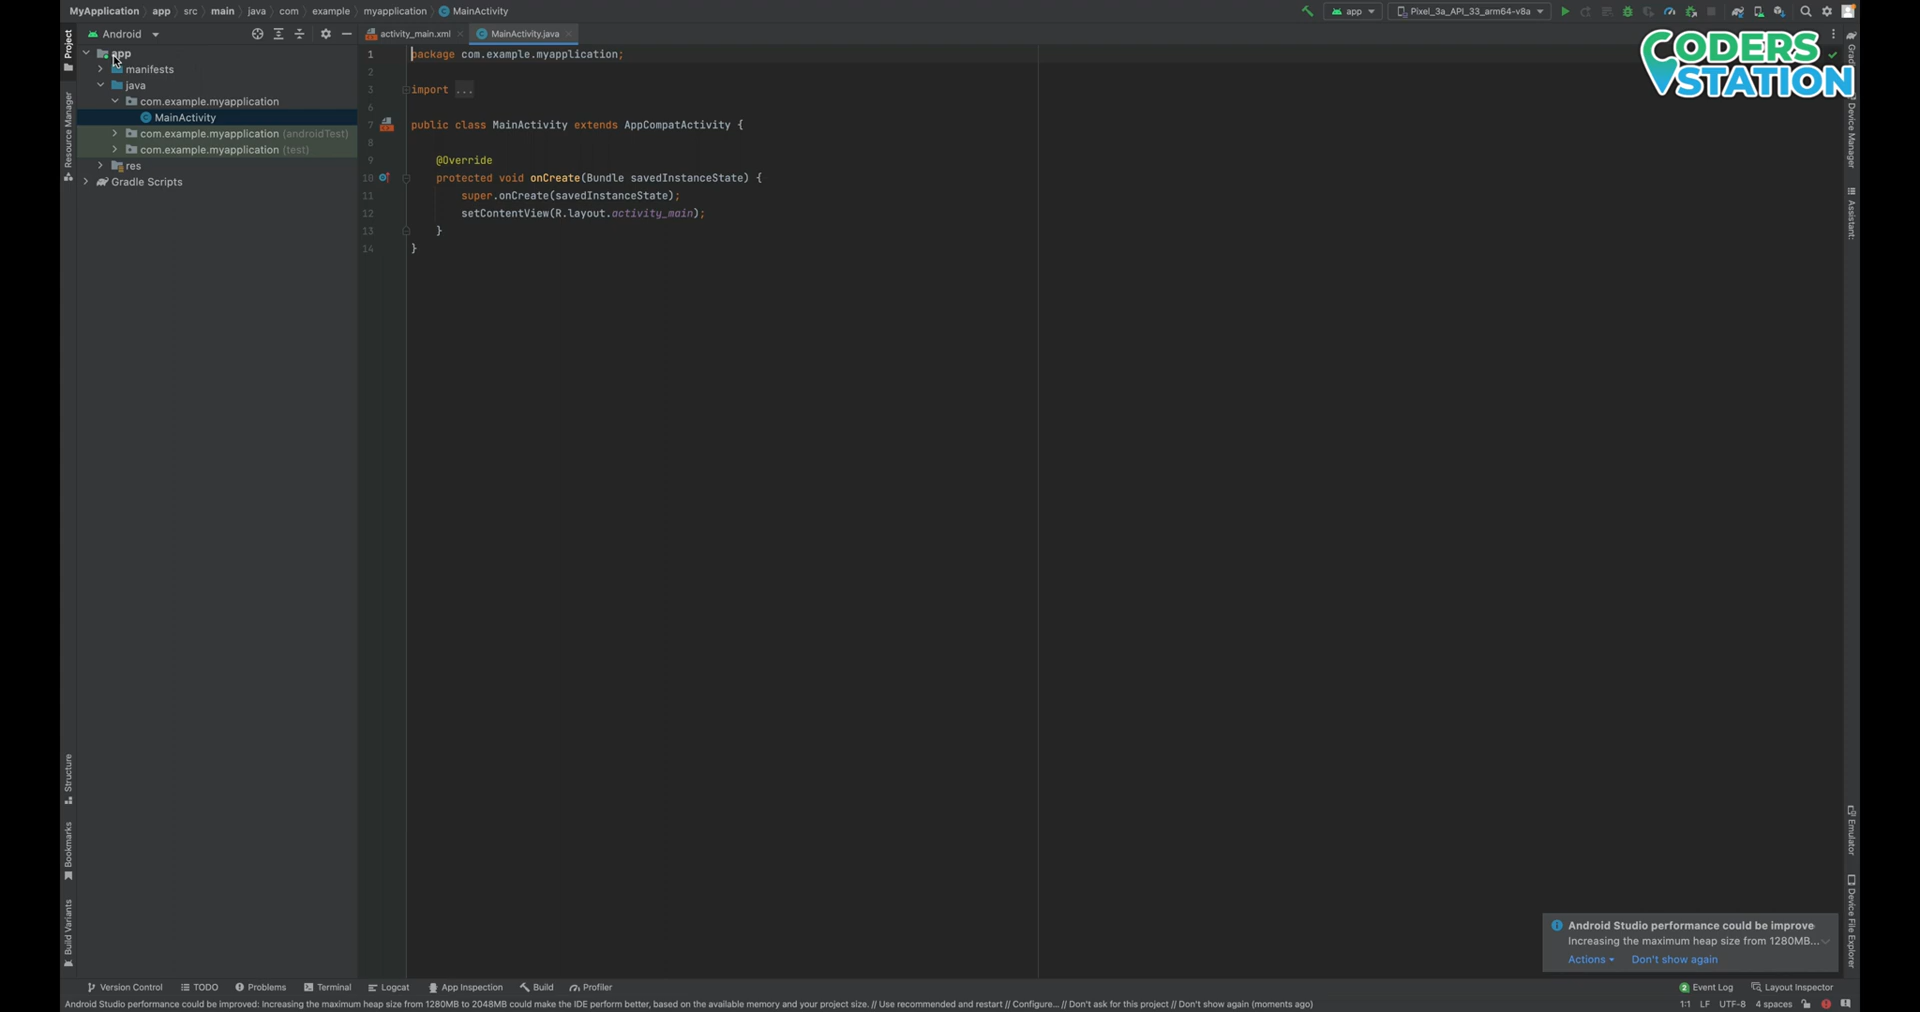 MyApplication app src main java com example myapplication MainActivity
app Pixel_3a_API_33_arm64-v8a
Project
Android
activity_main.xml MainActivity.java
app
manifests
java
com.example.myapplication
MainActivity
com.example.myapplication (androidTest)
com.example.myapplication (test)
res
Gradle Scripts
Resource Manager
Structure
Bookmarks
Build Variants
1 package com.example.myapplication;
2
3 import ...
6
7 public class MainActivity extends AppCompatActivity {
8
9 @Override
10 protected void onCreate(Bundle savedInstanceState) {
11 super.onCreate(savedInstanceState);
12 setContentView(R.layout.activity_main);
13 }
14 }
CODERS
STATION
Device Manager
Assistant:
Emulator
Device File Explorer
Android Studio performance could be improve
Increasing the maximum heap size from 1280MB...
Actions Don't show again
Version Control TODO Problems Terminal Logcat App Inspection Build Profiler
2 Event Log Layout Inspector
Android Studio performance could be improved: Increasing the maximum heap size from 1280MB to 2048MB could make the IDE perform better, based on the available memory and your project size. // Use recommended and restart // Configure... // Don't ask for this project // Don't show again (moments ago)
1:1 LF UTF-8 4 spaces